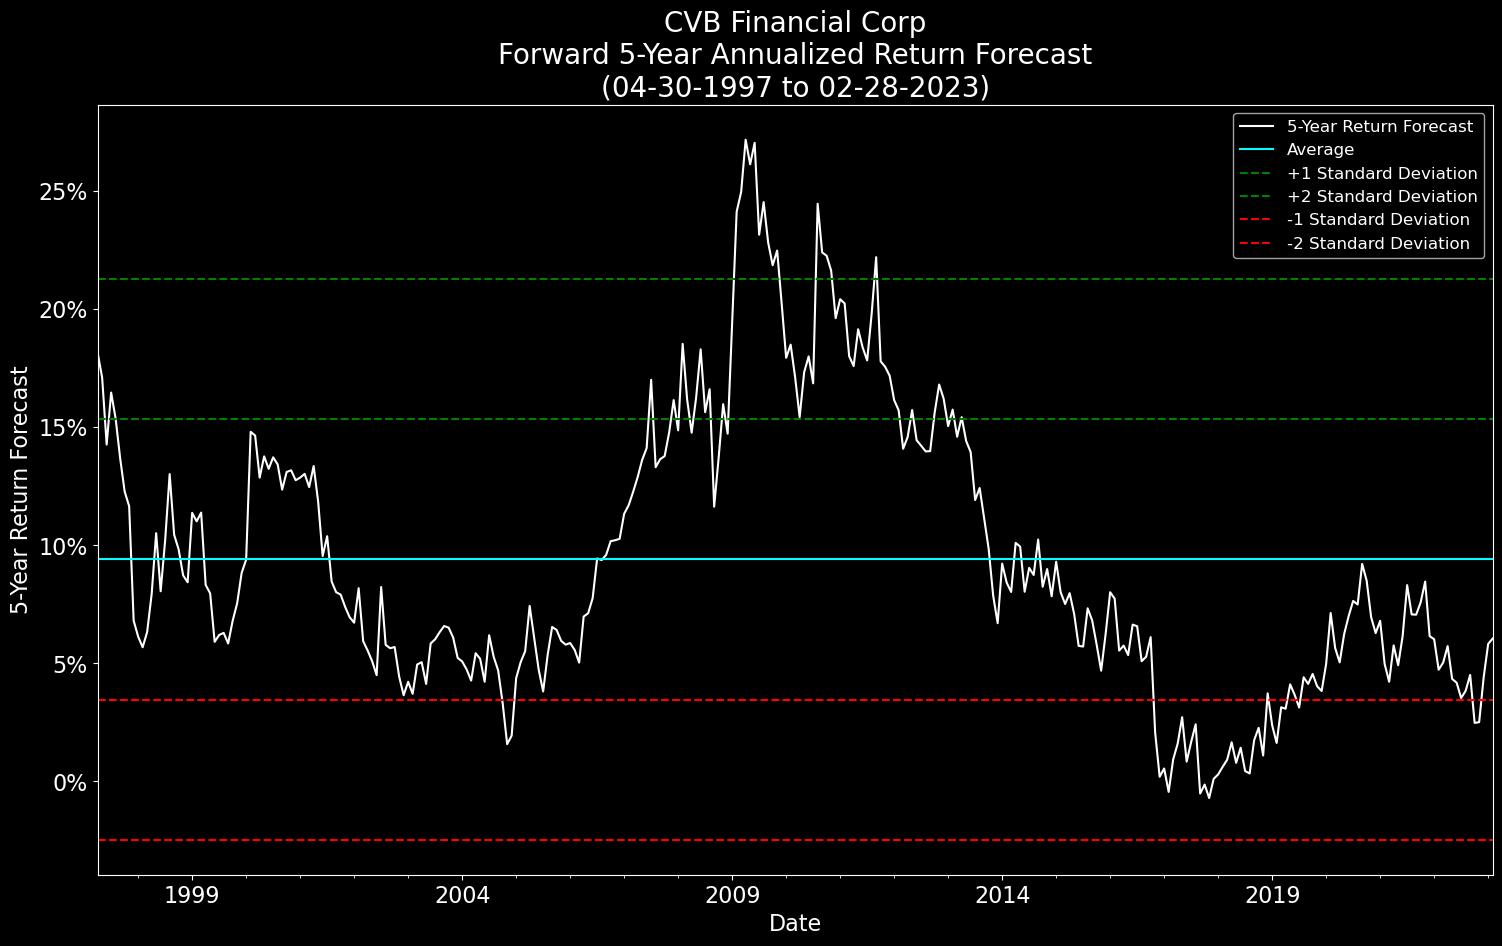 CVB Financial Corp
Forward 5-Year Annualized Return Forecast
(04-30-1997 to 02-28-2023)
5-Year Return Forecast
Average
+1 Standard Deviation
+2 Standard Deviation
-1 Standard Deviation
-2 Standard Deviation
25%
20%
15%
10%
5%
0%
5-Year Return Forecast
1999
2004
2009
2014
2019
Date